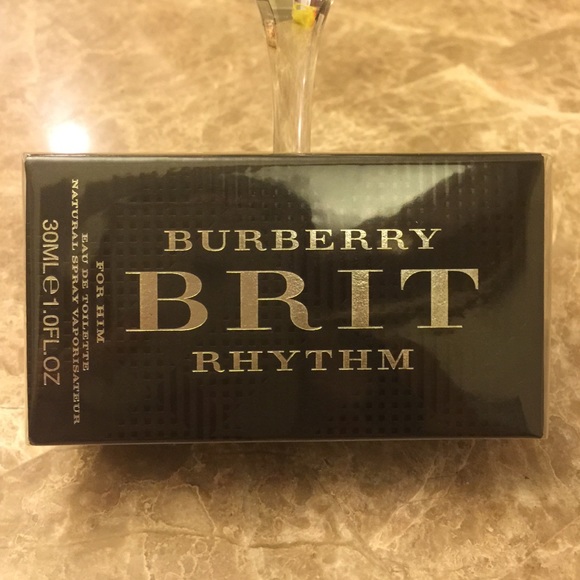 BURBERRY
BRIT
RHYTHM
FOR HIM
EAU DE TOILETTE
NATURAL SPRAY VAPORISATEUR
30ML℮1.0FL.OZ